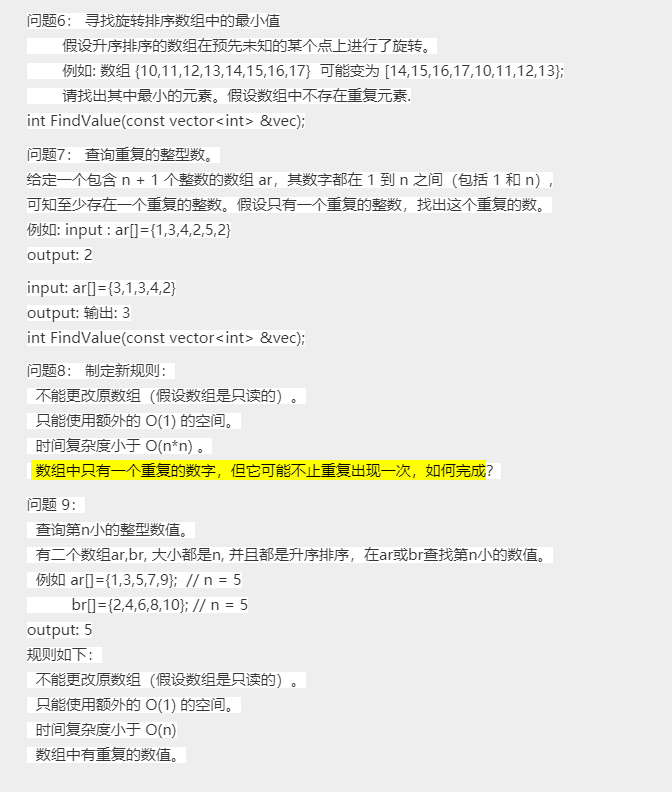 问题6： 寻找旋转排序数组中的最小值
假设升序排序的数组在预先未知的某个点上进行了旋转。
例如: 数组 {10,11,12,13,14,15,16,17} 可能变为 [14,15,16,17,10,11,12,13};
请找出其中最小的元素。假设数组中不存在重复元素.
int FindValue(const vector<int> &vec);
问题7： 查询重复的整型数。
给定一个包含 n + 1 个整数的数组 ar，其数字都在 1 到 n 之间（包括 1 和 n）,
可知至少存在一个重复的整数。假设只有一个重复的整数，找出这个重复的数。
例如: input : ar[]={1,3,4,2,5,2}
output: 2
input: ar[]={3,1,3,4,2}
output: 输出: 3
int FindValue(const vector<int> &vec);
问题8： 制定新规则：
不能更改原数组（假设数组是只读的）。
只能使用额外的 O(1) 的空间。
时间复杂度小于 O(n*n) 。
数组中只有一个重复的数字，但它可能不止重复出现一次，如何完成?
问题 9：
查询第n小的整型数值。
有二个数组ar,br, 大小都是n, 并且都是升序排序，在ar或br查找第n小的数值。
例如 ar[]={1,3,5,7,9}; // n = 5
br[]={2,4,6,8,10}; // n = 5
output: 5
规则如下：
不能更改原数组（假设数组是只读的）。
只能使用额外的 O(1) 的空间。
时间复杂度小于 O(n)
数组中有重复的数值。